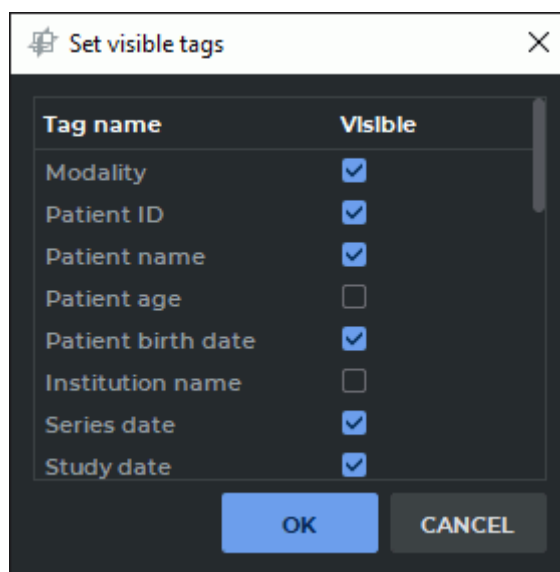 Set visible tags
Tag name Visible
Modality
Patient ID
Patient name
Patient age
Patient birth date
Institution name
Series date
Study date
OK CANCEL